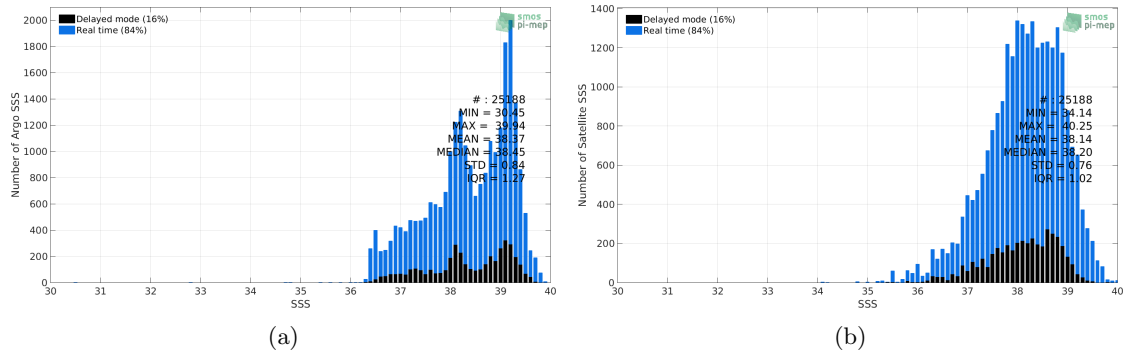 Delayed mode (16%)
Real time (84%)
smos
pi-mep
Number of Argo SSS
2000
1800
1600
1400
1200
1000
800
600
400
200
0
# : 25188
MIN = 30.45
MAX = 39.94
MEAN = 38.37
MEDIAN = 38.45
STD = 0.84
IQR = 1.27
30 31 32 33 34 35 36 37 38 39 40
SSS
(a)
Delayed mode (16%)
Real time (84%)
smos
pi-mep
Number of Satellite SSS
1400
1200
1000
800
600
400
200
0
# : 25188
MIN = 34.14
MAX = 40.25
MEAN = 38.14
MEDIAN = 38.20
STD = 0.76
IQR = 1.02
30 31 32 33 34 35 36 37 38 39 40
SSS
(b)